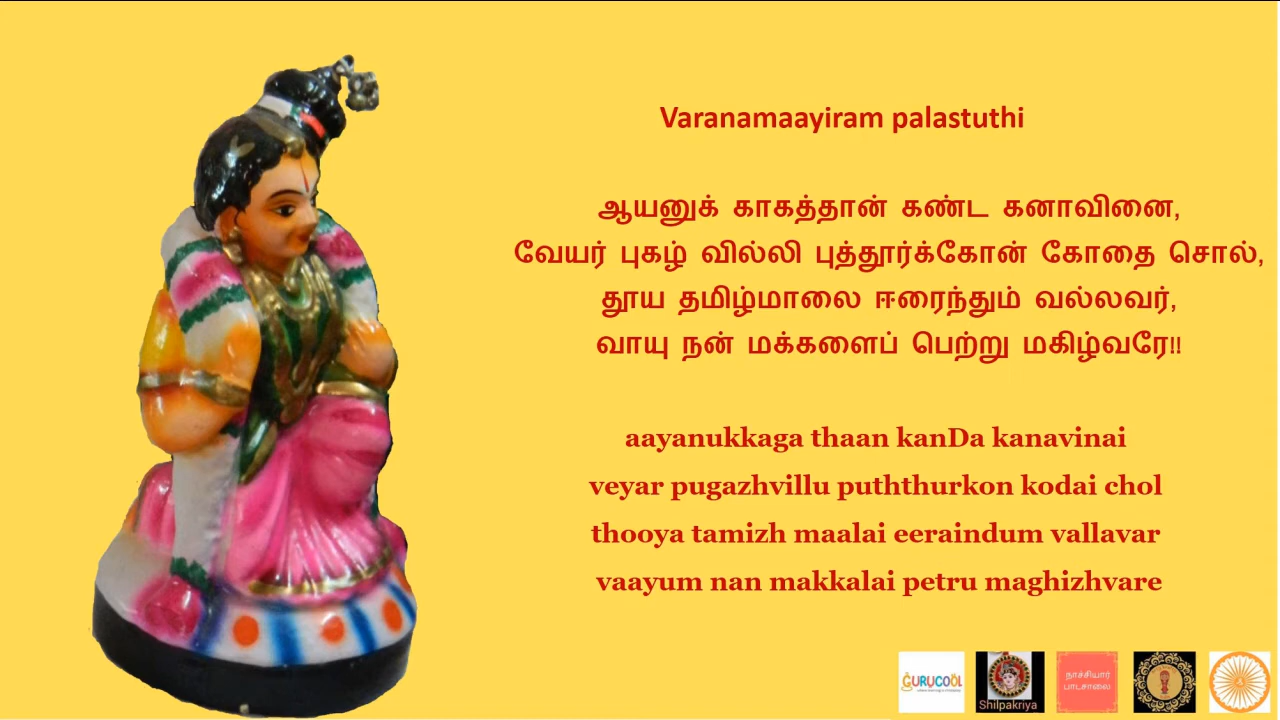 Varanamaayiram palastuthi
ஆயனுக் காகத்தான் கண்ட கனாவினை,
வேயர் புகழ் வில்லி புத்தூர்க்கோன் கோதை சொல்,
தூய தமிழ்மாலை ஈரைந்தும் வல்லவர்,
வாயு நன் மக்களைப் பெற்று மகிழ்வரே!!
aayanukkaga thaan kanDa kanavinai
veyar pugazhvillu puththurkon kodai chol
thooya tamizh maalai eeraindum vallavar
vaayum nan makkalai petru maghizhvare
GURUCOOL
Shilpakriya
நாச்சியார்
பாடசாலை